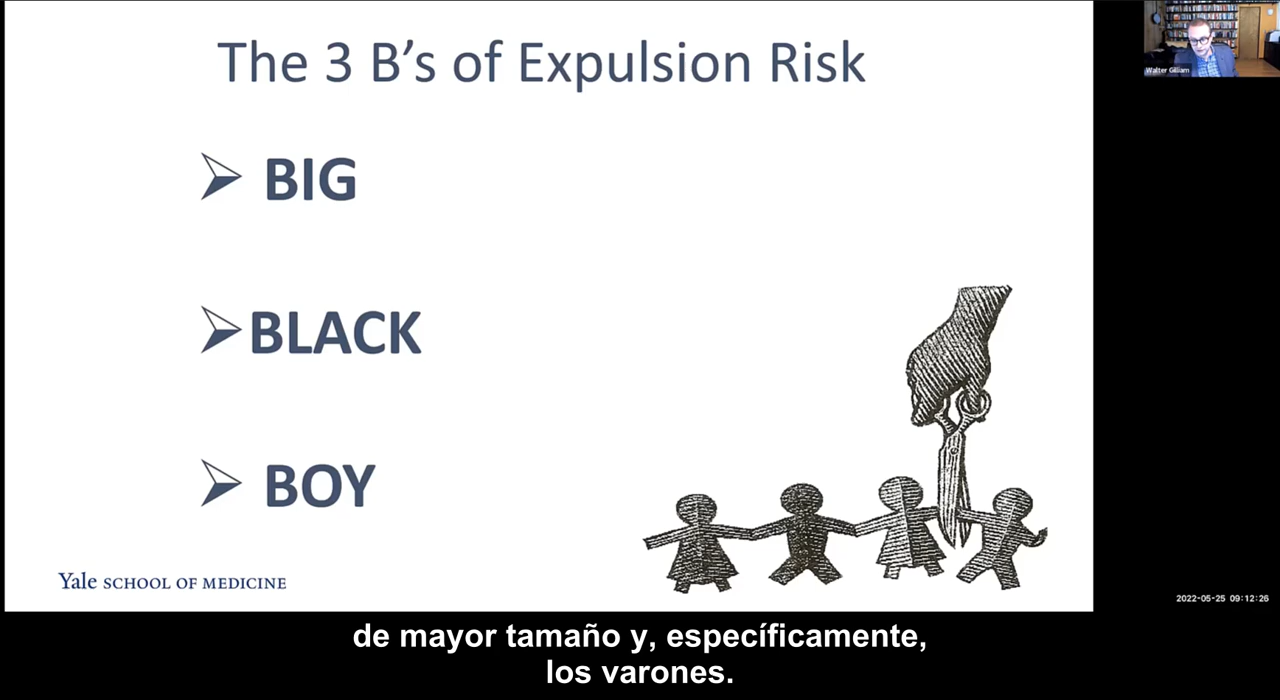 The 3 B’s of Expulsion Risk
BIG
BLACK
BOY
Yale SCHOOL OF MEDICINE
Walter Gilliam
2022-05-25 09:12:26
de mayor tamaño y, específicamente,
los varones.